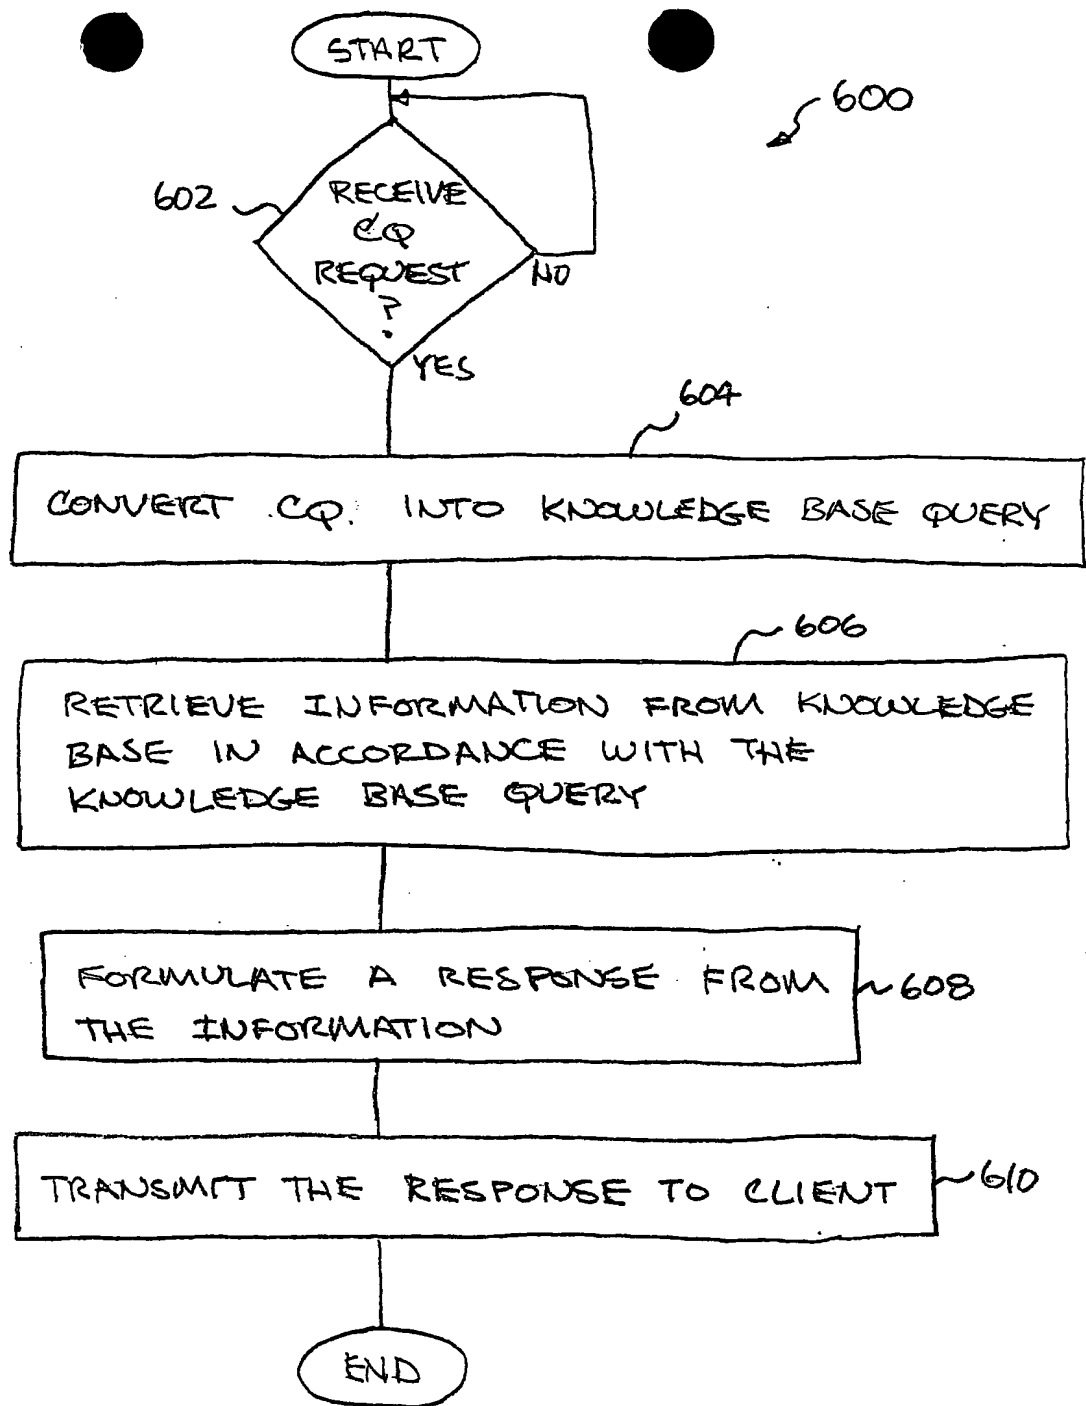 START
600
602
RECEIVE
CQ
REQUEST
?
NO
YES
604
CONVERT CQ. INTO KNOWLEDGE BASE QUERY
606
RETRIEVE INFORMATION FROM KNOWLEDGE
BASE IN ACCORDANCE WITH THE
KNOWLEDGE BASE QUERY
FORMULATE A RESPONSE FROM
THE INFORMATION
608
TRANSMIT THE RESPONSE TO CLIENT
610
END